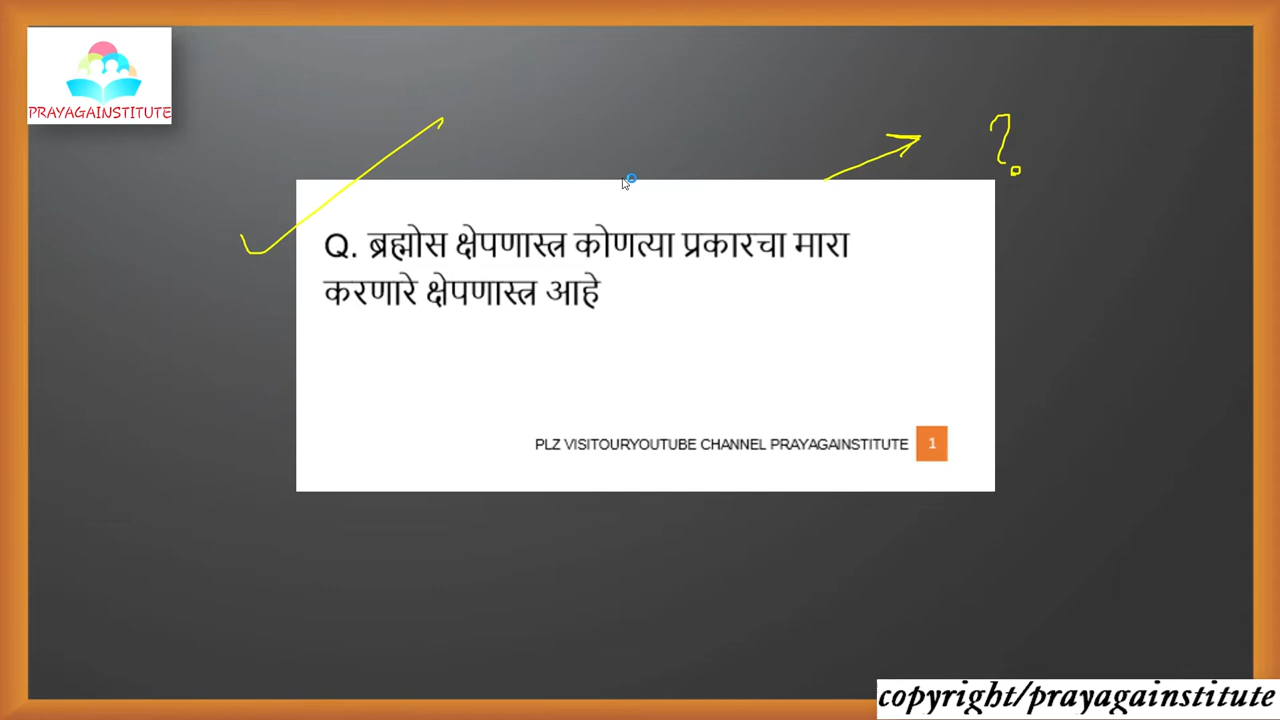 PRAYAGAINSTITUTE
?
Q. ब्रह्मोस क्षेपणास्त्र कोणत्या प्रकारचा मारा
करणारे क्षेपणास्त्र आहे
PLZ VISITOURYOUTUBE CHANNEL PRAYAGAINSTITUTE 1
copyright/prayagainstitute